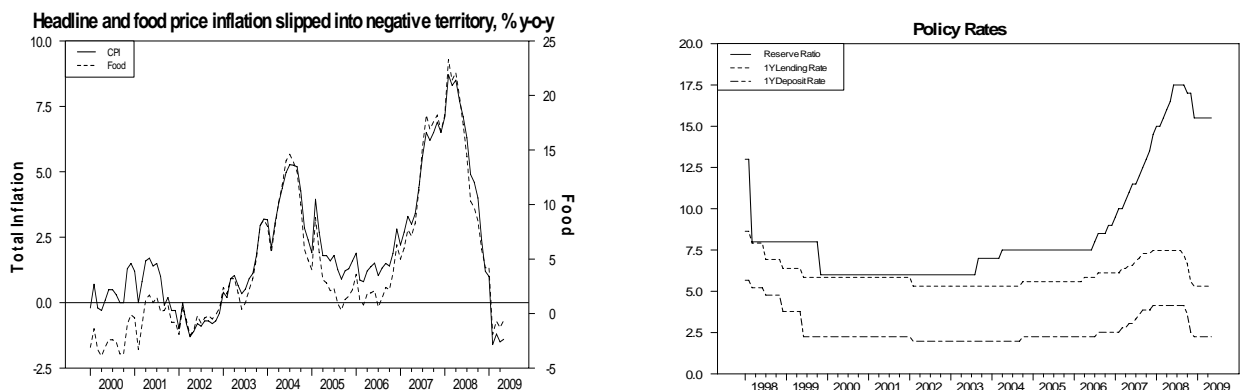 Headline and food price inflation slipped into negative territory, % y-o-y
10.0
7.5
5.0
2.5
0.0
-2.5
Total Inflation
CPI
Food
25
20
15
10
5
0
-5
Food
2000 2001 2002 2003 2004 2005 2006 2007 2008 2009
Policy Rates
20.0
17.5
15.0
12.5
10.0
7.5
5.0
2.5
0.0
Reserve Ratio
1Y Lending Rate
1Y Deposit Rate
1998 1999 2000 2001 2002 2003 2004 2005 2006 2007 2008 2009